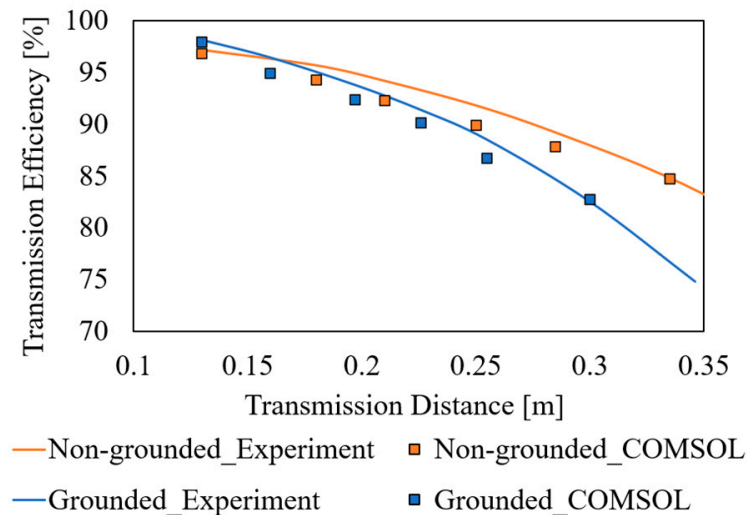 Transmission Efficiency [%]
100
95
90
85
80
75
70
0.1 0.15 0.2 0.25 0.3 0.35
Transmission Distance [m]
Non-grounded_Experiment Non-grounded_COMSOL
Grounded_Experiment Grounded_COMSOL